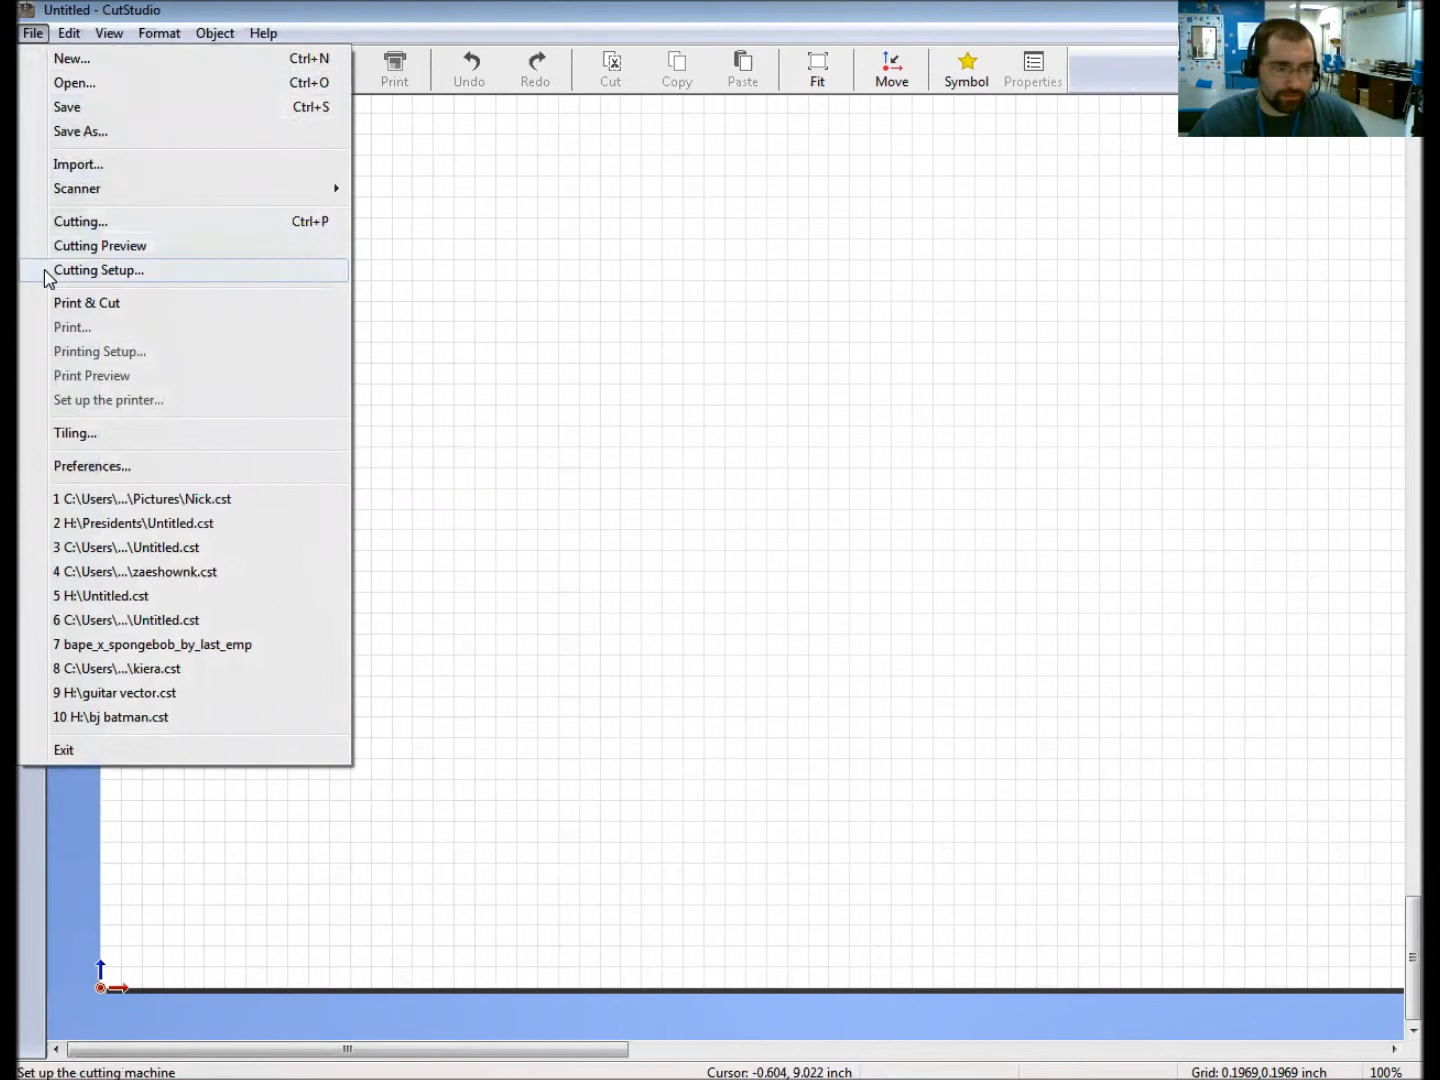 Untitled - CutStudio
File Edit View Format Object Help
New... Ctrl+N
Open... Ctrl+O
Save Ctrl+S
Save As...
Import...
Scanner
Cutting... Ctrl+P
Cutting Preview
Cutting Setup...
Print & Cut
Print...
Printing Setup...
Print Preview
Set up the printer...
Tiling...
Preferences...
1 C:\Users\...\Pictures\Nick.cst
2 H:\Presidents\Untitled.cst
3 C:\Users\...\Untitled.cst
4 C:\Users\...\zaeshownk.cst
5 H:\Untitled.cst
6 C:\Users\...\Untitled.cst
7 bape_x_spongebob_by_last_emp
8 C:\Users\...\kiera.cst
9 H:\guitar vector.cst
10 H:\bj batman.cst
Exit
Print Undo Redo Cut Copy Paste Fit Move Symbol Properties
Set up the cutting machine Cursor: -0.604, 9.022 inch Grid: 0.1969,0.1969 inch 100%